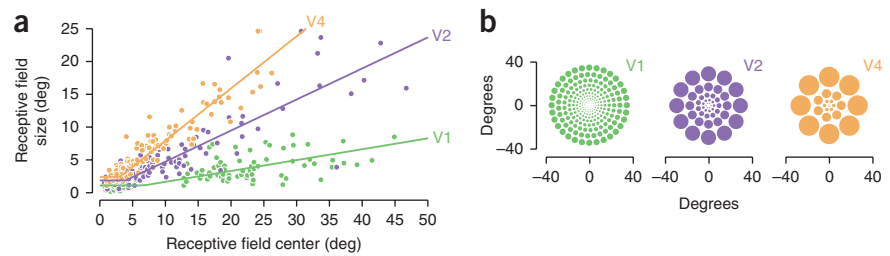 a
V4
V2
V1
Receptive field
size (deg)
25
20
15
10
5
0
0 5 10 15 20 25 30 35 40 45 50
Receptive field center (deg)
b
V1 V2 V4
Degrees
40
0
−40
−40 0 40 −40 0 40 −40 0 40
Degrees